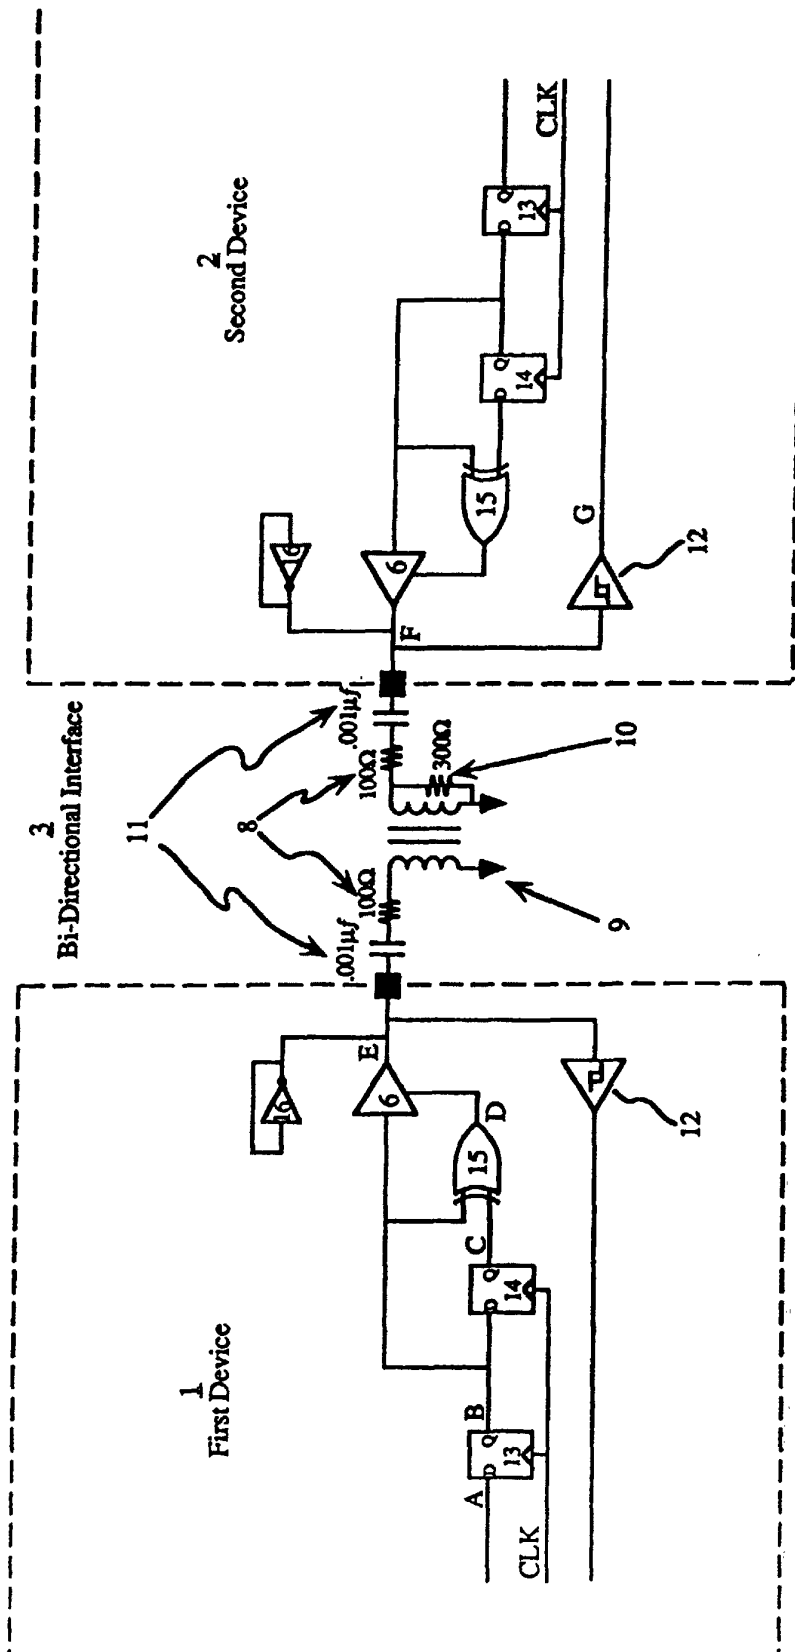 1
First Device
3
Bi-Directional Interface
2
Second Device
11
8
16
E
6
.001µf
100Ω
100Ω
.001µf
300Ω
F
6
16
D
15
15
A
B
C
D
Q
13
D
Q
14
D
Q
14
D
Q
13
CLK
CLK
9
10
G
12
12